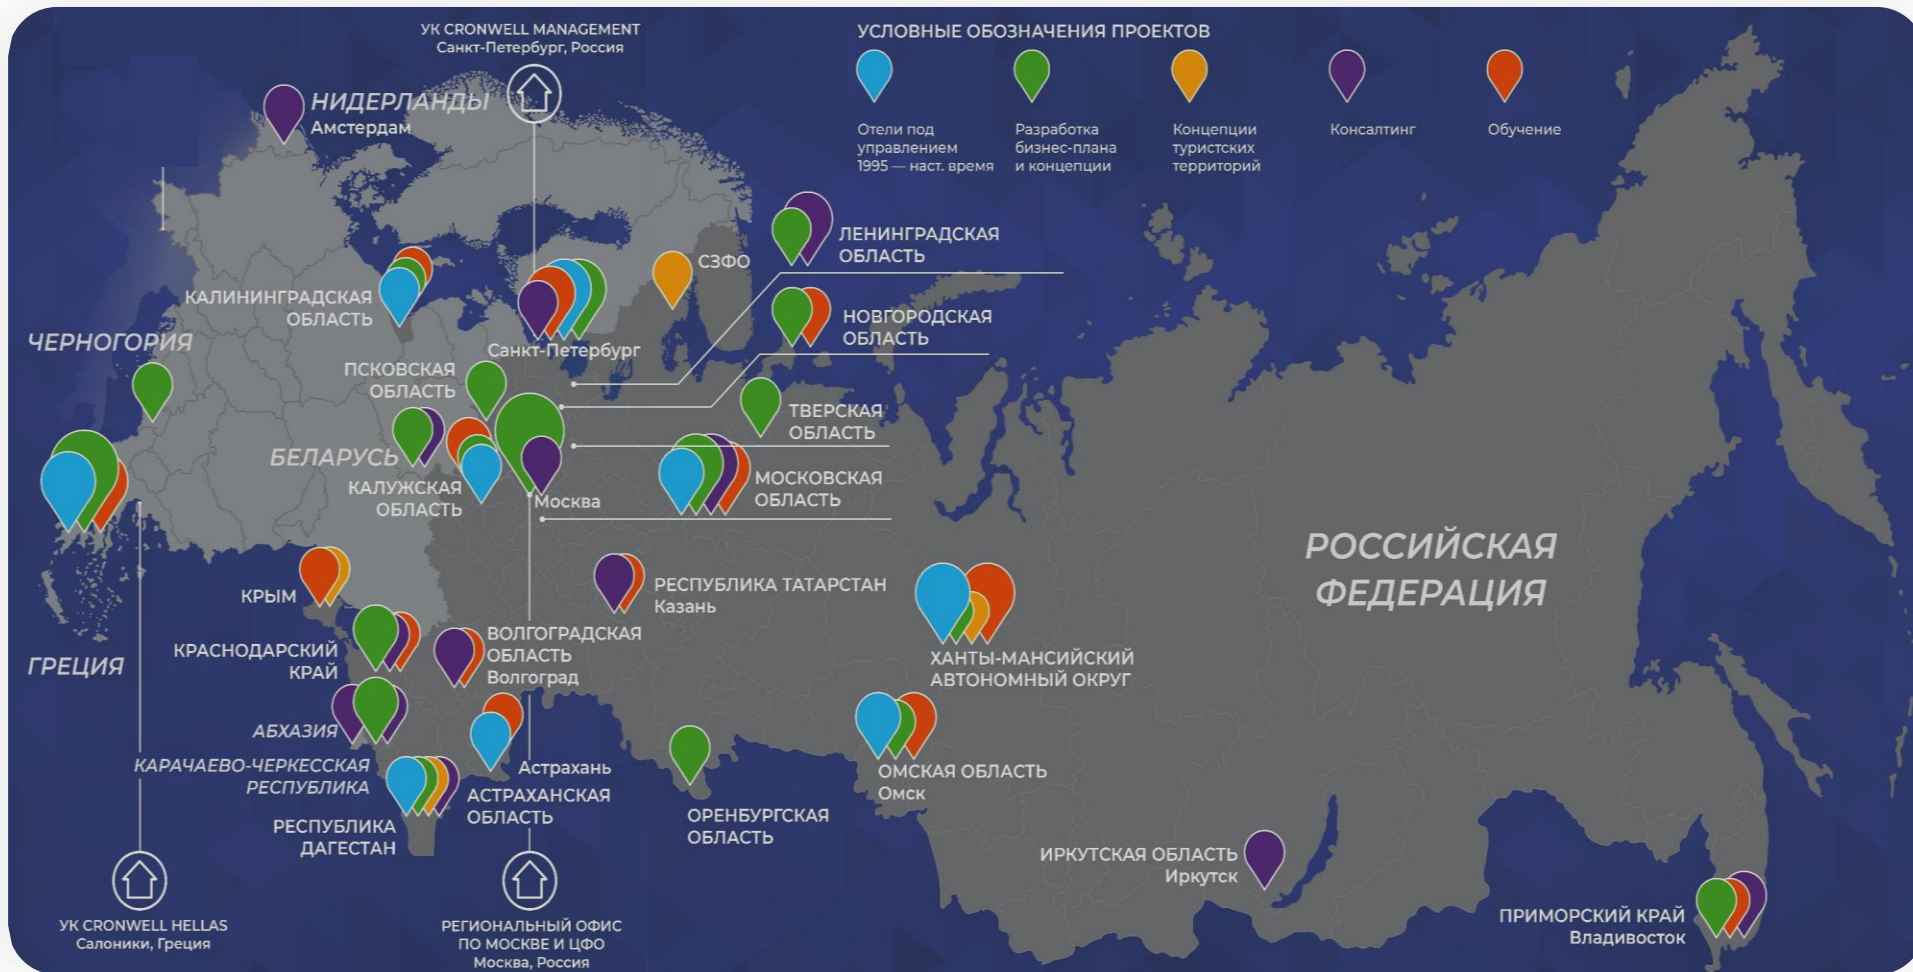 УК CRONWELL MANAGEMENT
Санкт-Петербург, Россия
УСЛОВНЫЕ ОБОЗНАЧЕНИЯ ПРОЕКТОВ
Отели под
управлением
1995 — наст. время
Разработка
бизнес-плана
и концепции
Концепции
туристских
территорий
Консалтинг
Обучение
НИДЕРЛАНДЫ
Амстердам
ЛЕНИНГРАДСКАЯ
ОБЛАСТЬ
СЗФО
КАЛИНИНГРАДСКАЯ
ОБЛАСТЬ
НОВГОРОДСКАЯ
ОБЛАСТЬ
ЧЕРНОГОРИЯ
Санкт-Петербург
ПСКОВСКАЯ
ОБЛАСТЬ
ТВЕРСКАЯ
ОБЛАСТЬ
БЕЛАРУСЬ
КАЛУЖСКАЯ
ОБЛАСТЬ
Москва
МОСКОВСКАЯ
ОБЛАСТЬ
РОССИЙСКАЯ
ФЕДЕРАЦИЯ
КРЫМ
РЕСПУБЛИКА ТАТАРСТАН
Казань
ГРЕЦИЯ
КРАСНОДАРСКИЙ
КРАЙ
ВОЛГОГРАДСКАЯ
ОБЛАСТЬ
Волгоград
ХАНТЫ-МАНСИЙСКИЙ
АВТОНОМНЫЙ ОКРУГ
АБХАЗИЯ
КАРАЧАЕВО-ЧЕРКЕССКАЯ
РЕСПУБЛИКА
Астрахань
АСТРАХАНСКАЯ
ОБЛАСТЬ
ОМСКАЯ ОБЛАСТЬ
Омск
РЕСПУБЛИКА
ДАГЕСТАН
ОРЕНБУРГСКАЯ
ОБЛАСТЬ
ИРКУТСКАЯ ОБЛАСТЬ
Иркутск
ПРИМОРСКИЙ КРАЙ
Владивосток
УК CRONWELL HELLAS
Салоники, Греция
РЕГИОНАЛЬНЫЙ ОФИС
ПО МОСКВЕ И ЦФО
Москва, Россия